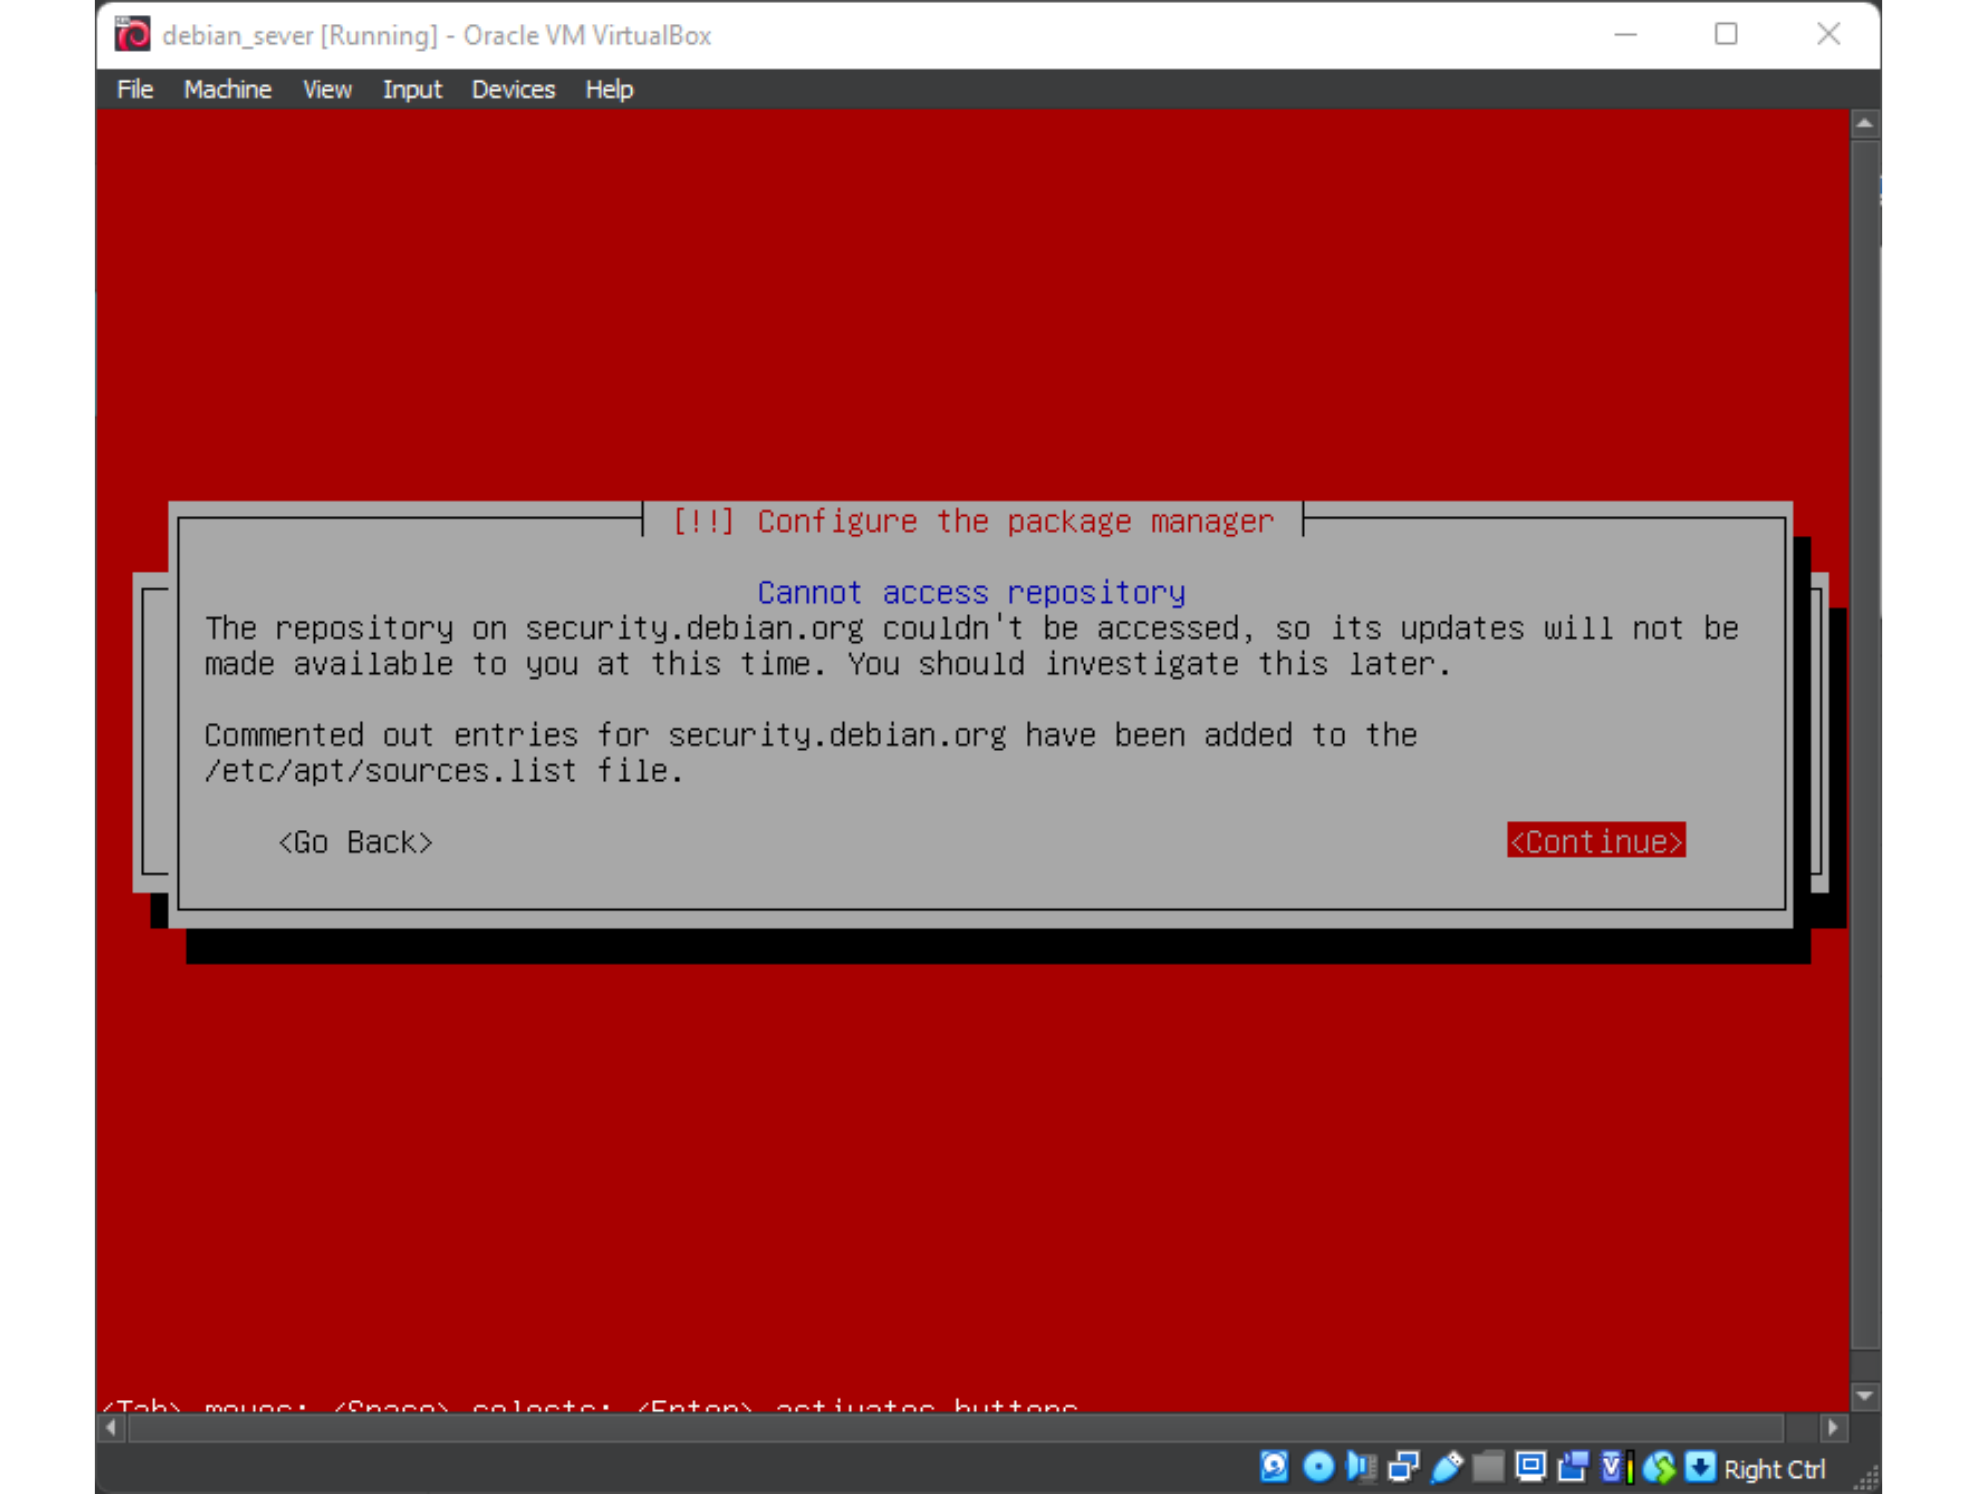 debian_sever [Running] - Oracle VM VirtualBox
File Machine View Input Devices Help
[!!] Configure the package manager
Cannot access repository
The repository on security.debian.org couldn't be accessed, so its updates will not be
made available to you at this time. You should investigate this later.
Commented out entries for security.debian.org have been added to the
/etc/apt/sources.list file.
<Go Back> <Continue>
<Tab> moves; <Space> selects; <Enter> activates buttons
Right Ctrl